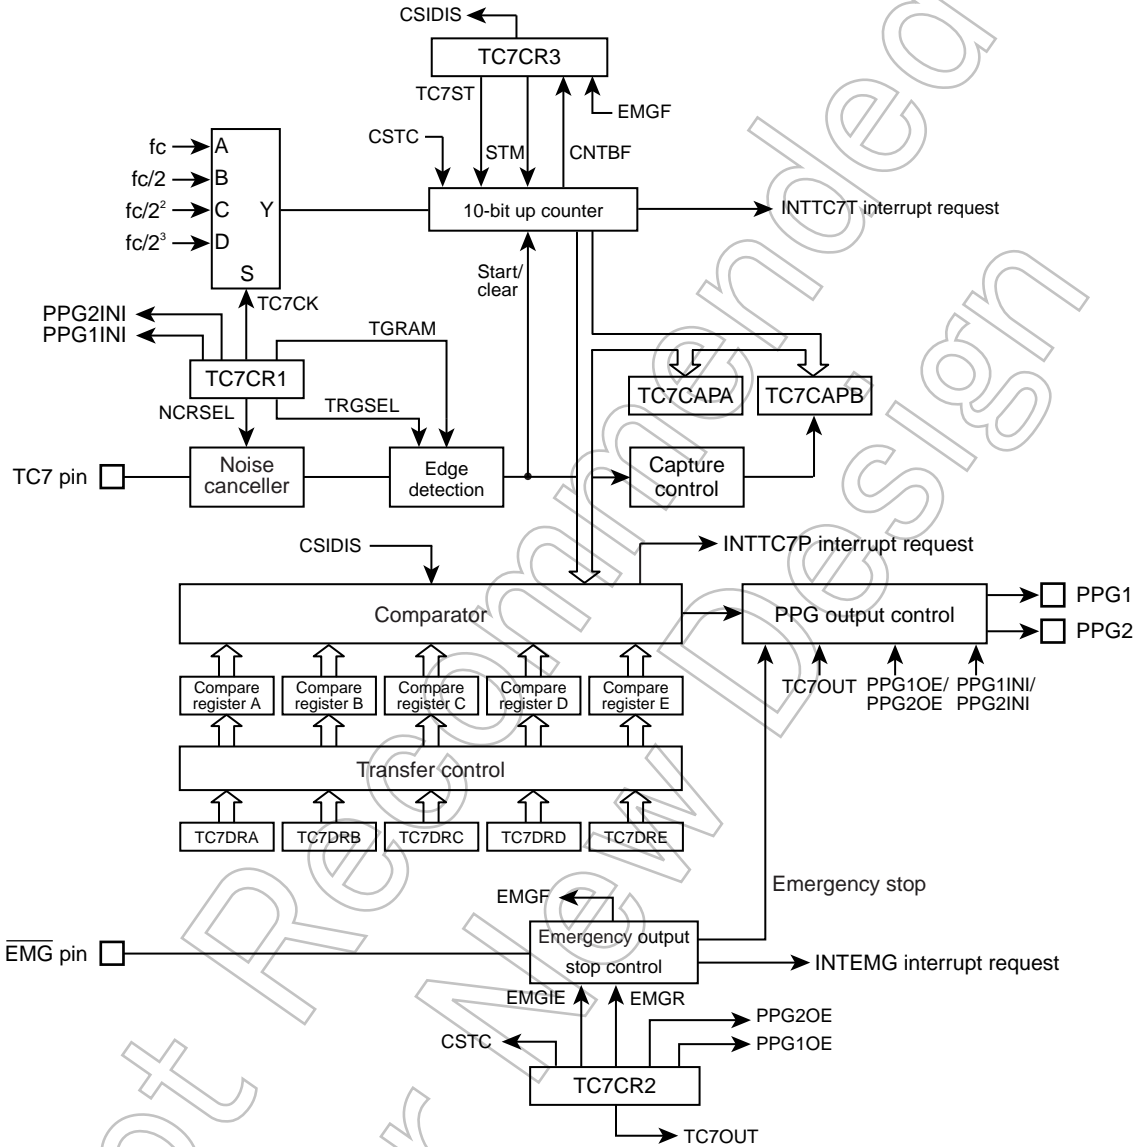 CSIDIS
TC7CR3
TC7ST
EMGF
CSTC
STM
CNTBF
fc
A
fc/2
B
fc/2²
C
Y
fc/2³
D
S
10-bit up counter
INTTC7T interrupt request
Start/
clear
TC7CK
PPG2INI
PPG1INI
TGRAM
TC7CR1
NCRSEL
TRGSEL
TC7CAPA
TC7CAPB
TC7 pin
Noise
canceller
Edge
detection
Capture
control
CSIDIS
INTTC7P interrupt request
Comparator
PPG output control
PPG1
PPG2
TC7OUT
PPG1OE/
PPG2OE
PPG1INI/
PPG2INI
Compare
register A
Compare
register B
Compare
register C
Compare
register D
Compare
register E
Transfer control
TC7DRA
TC7DRB
TC7DRC
TC7DRD
TC7DRE
Emergency stop
EMGF
EMG pin
Emergency output
stop control
INTEMG interrupt request
EMGIE
EMGR
PPG2OE
CSTC
PPG1OE
TC7CR2
TC7OUT
ot Recommended
r New Design